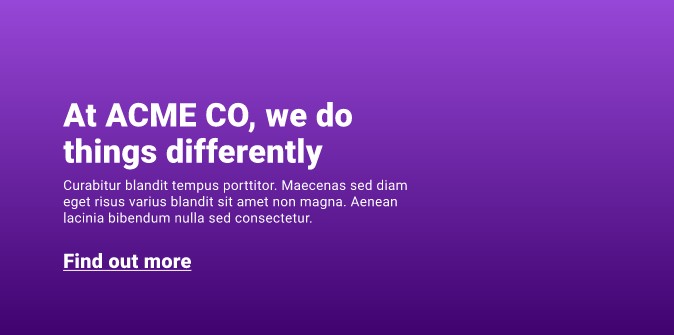 At ACME CO, we do
things differently
Curabitur blandit tempus porttitor. Maecenas sed diam
eget risus varius blandit sit amet non magna. Aenean
lacinia bibendum nulla sed consectetur.
Find out more